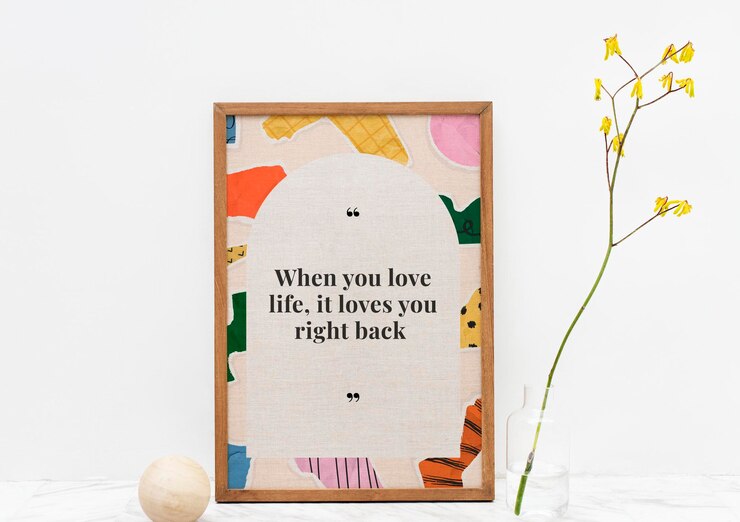 “
When you love
life, it loves you
right back
”